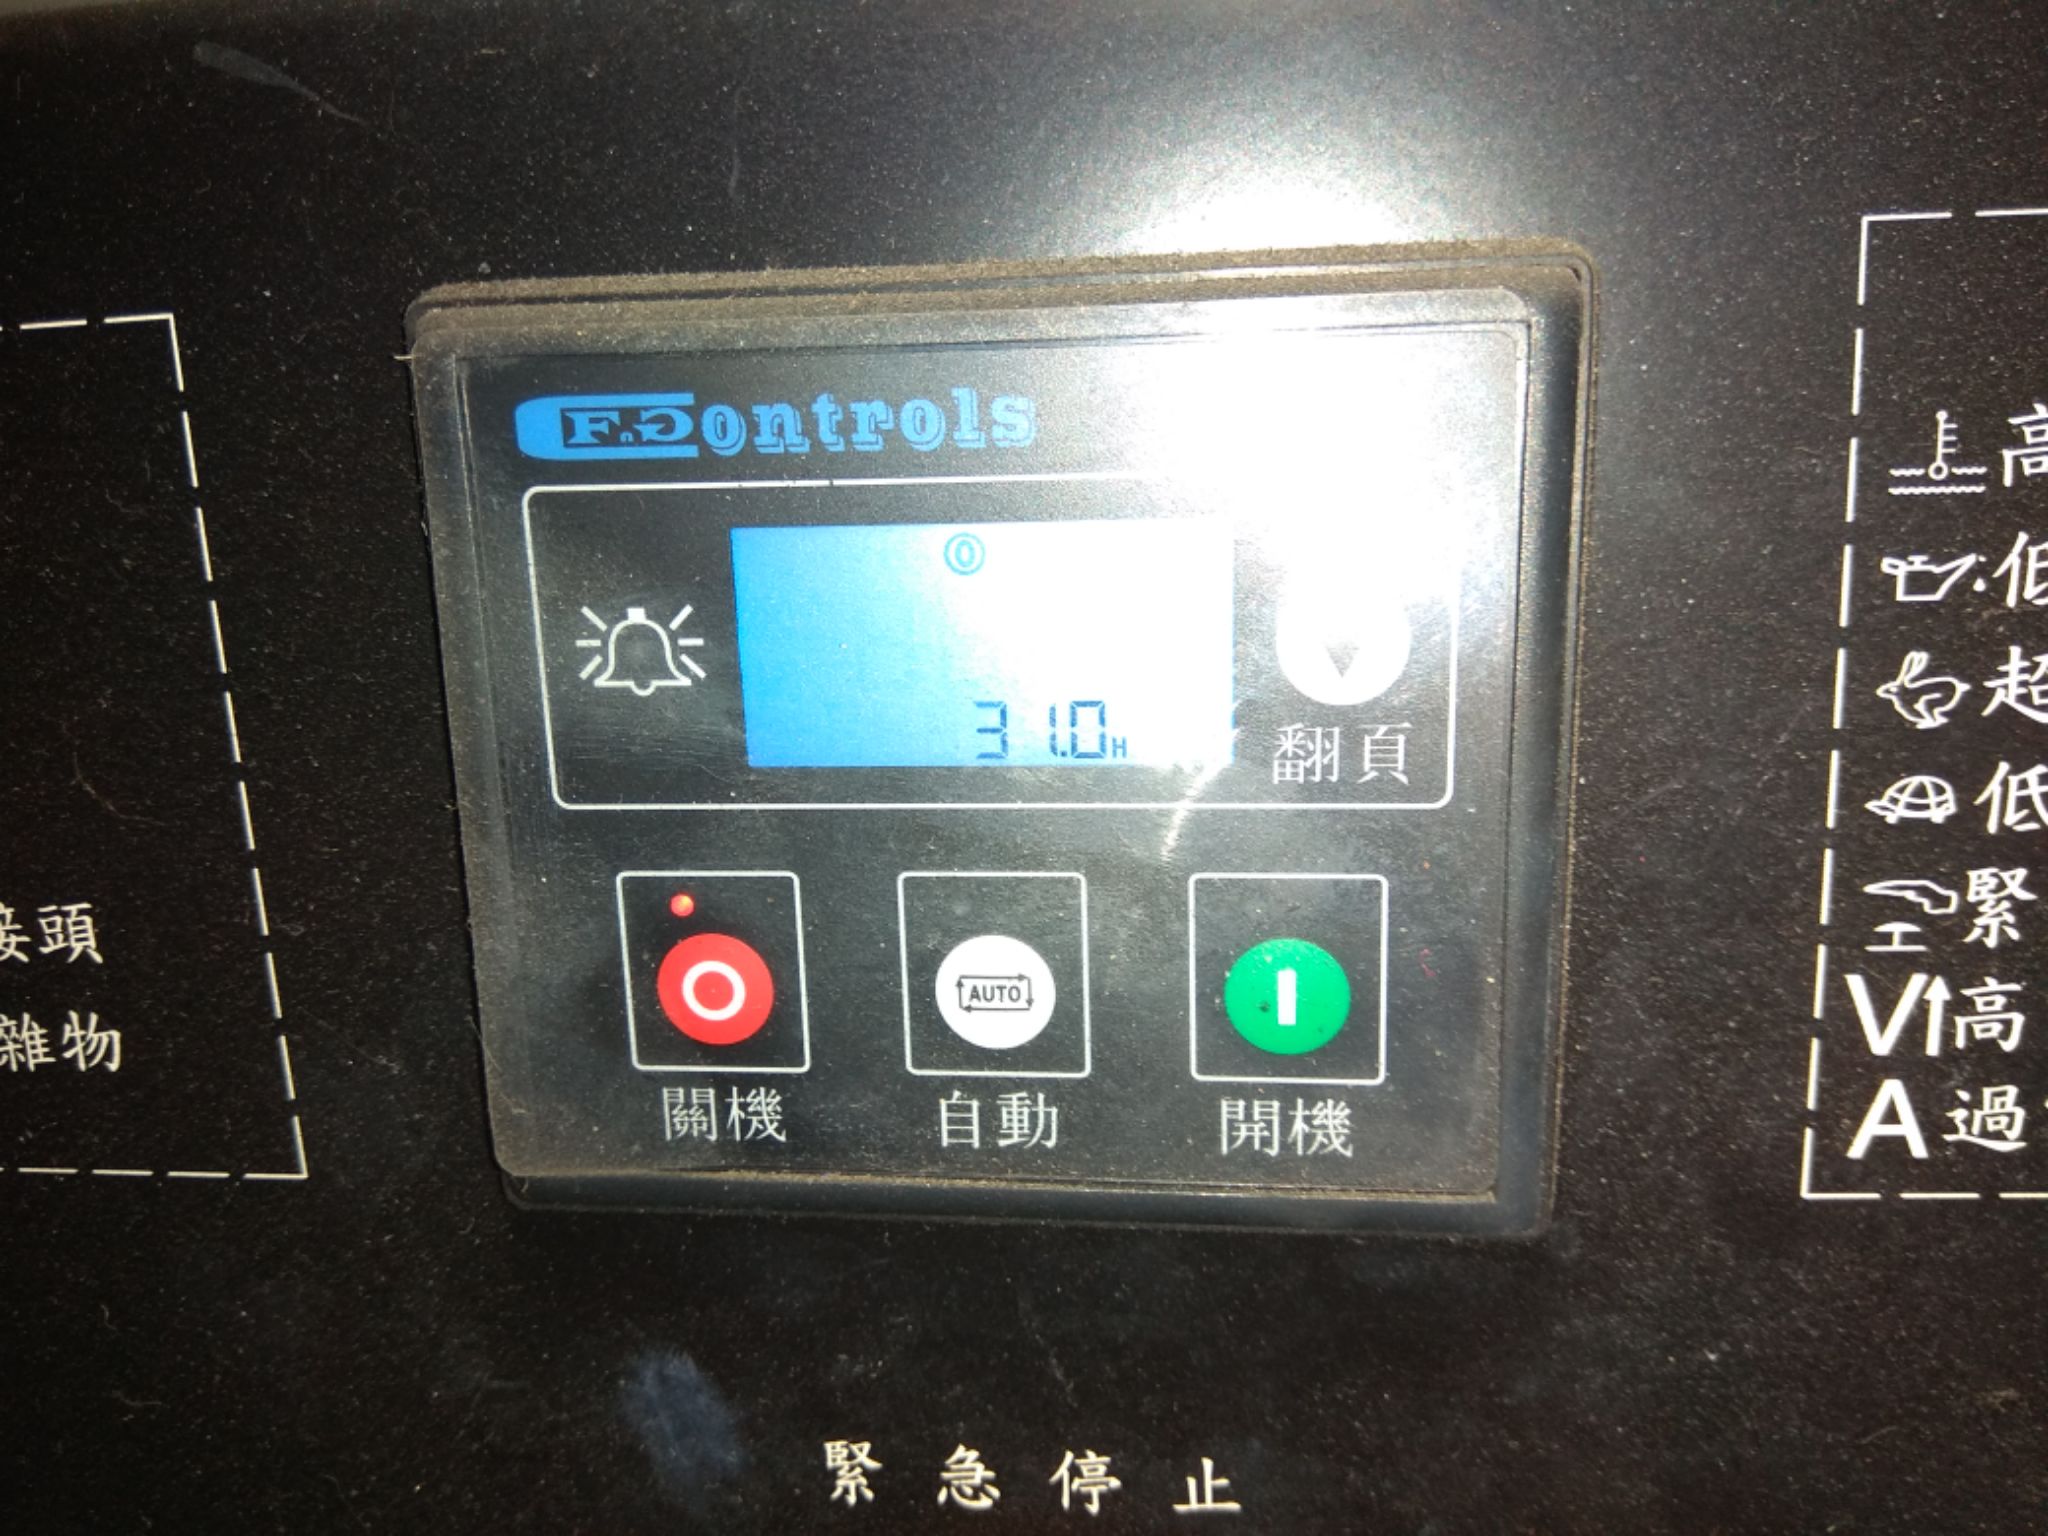 F.G Controls
31.0H
翻頁
AUTO
關機 自動 開機
緊急停止
接頭
雜物
高
低
超
低
緊
V↑高
A過